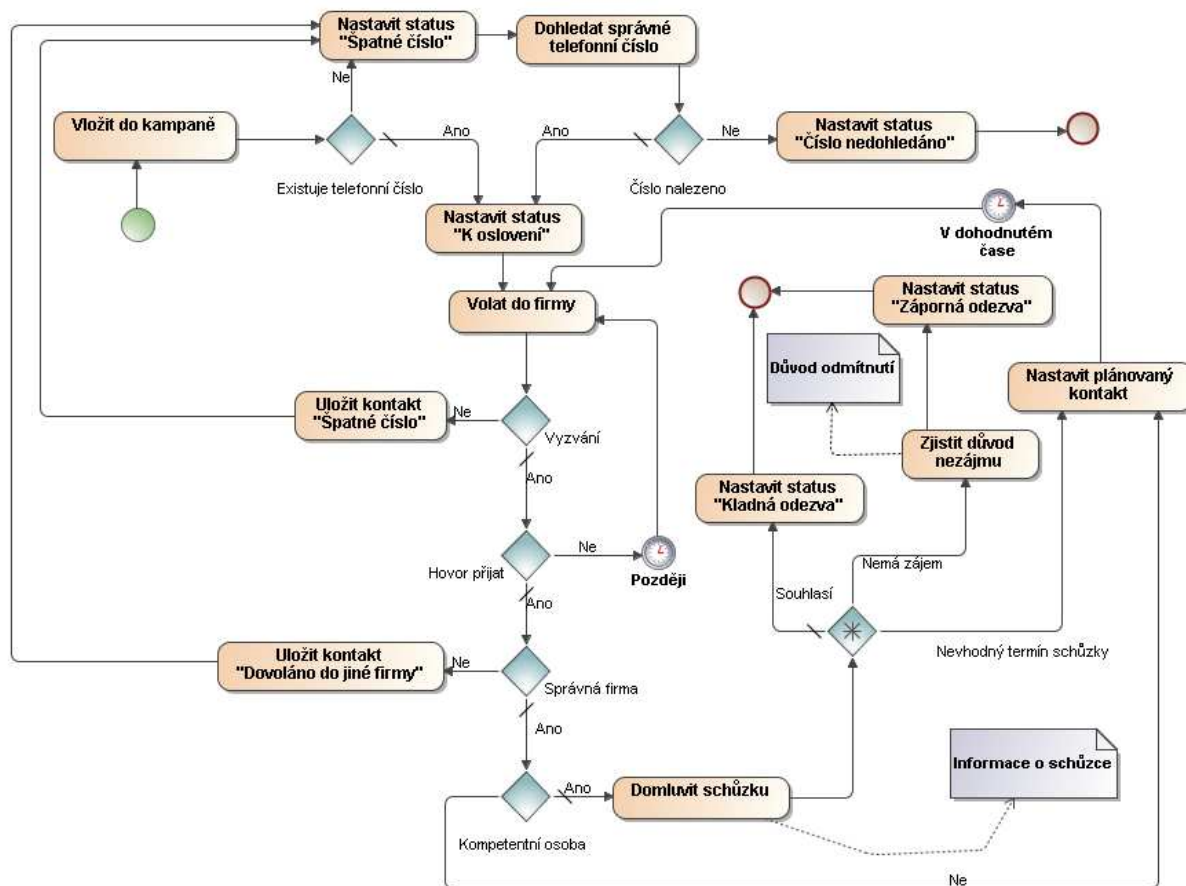 Nastavit status
"Špatné číslo"
Dohledat správné
telefonní číslo
Ne
Vložit do kampaně
Ano
Ano
Ne
Nastavit status
"Číslo nedohledáno"
Existuje telefonní číslo
Číslo nalezeno
Nastavit status
"K oslovení"
V dohodnutém
čase
Volat do firmy
Nastavit status
"Záporná odezva"
Důvod odmítnutí
Nastavit plánovaný
kontakt
Uložit kontakt
"Špatné číslo"
Ne
Vyzvání
Zjistit důvod
nezájmu
Ano
Nastavit status
"Kladná odezva"
Hovor přijat
Ne
Později
Nemá zájem
Ano
Souhlasí
Uložit kontakt
"Dovoláno do jiné firmy"
Ne
Správná firma
Nevhodný termín schůzky
Ano
Informace o schůzce
Ano
Domluvit schůzku
Kompetentní osoba
Ne